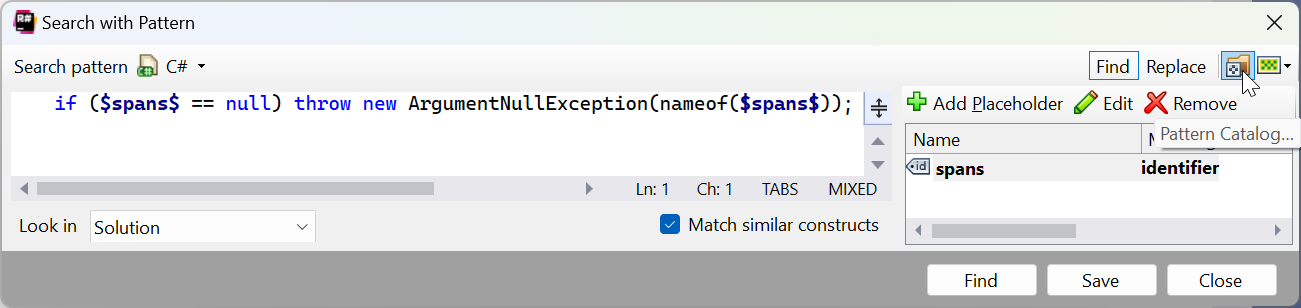 R#
Search with Pattern
Search pattern C# Find Replace
if ($spans$ == null) throw new ArgumentNullException(nameof($spans$));
Add Placeholder Edit Remove
Pattern Catalog...
Name
spans identifier
Ln: 1 Ch: 1 TABS MIXED
Look in Solution Match similar constructs
Find Save Close